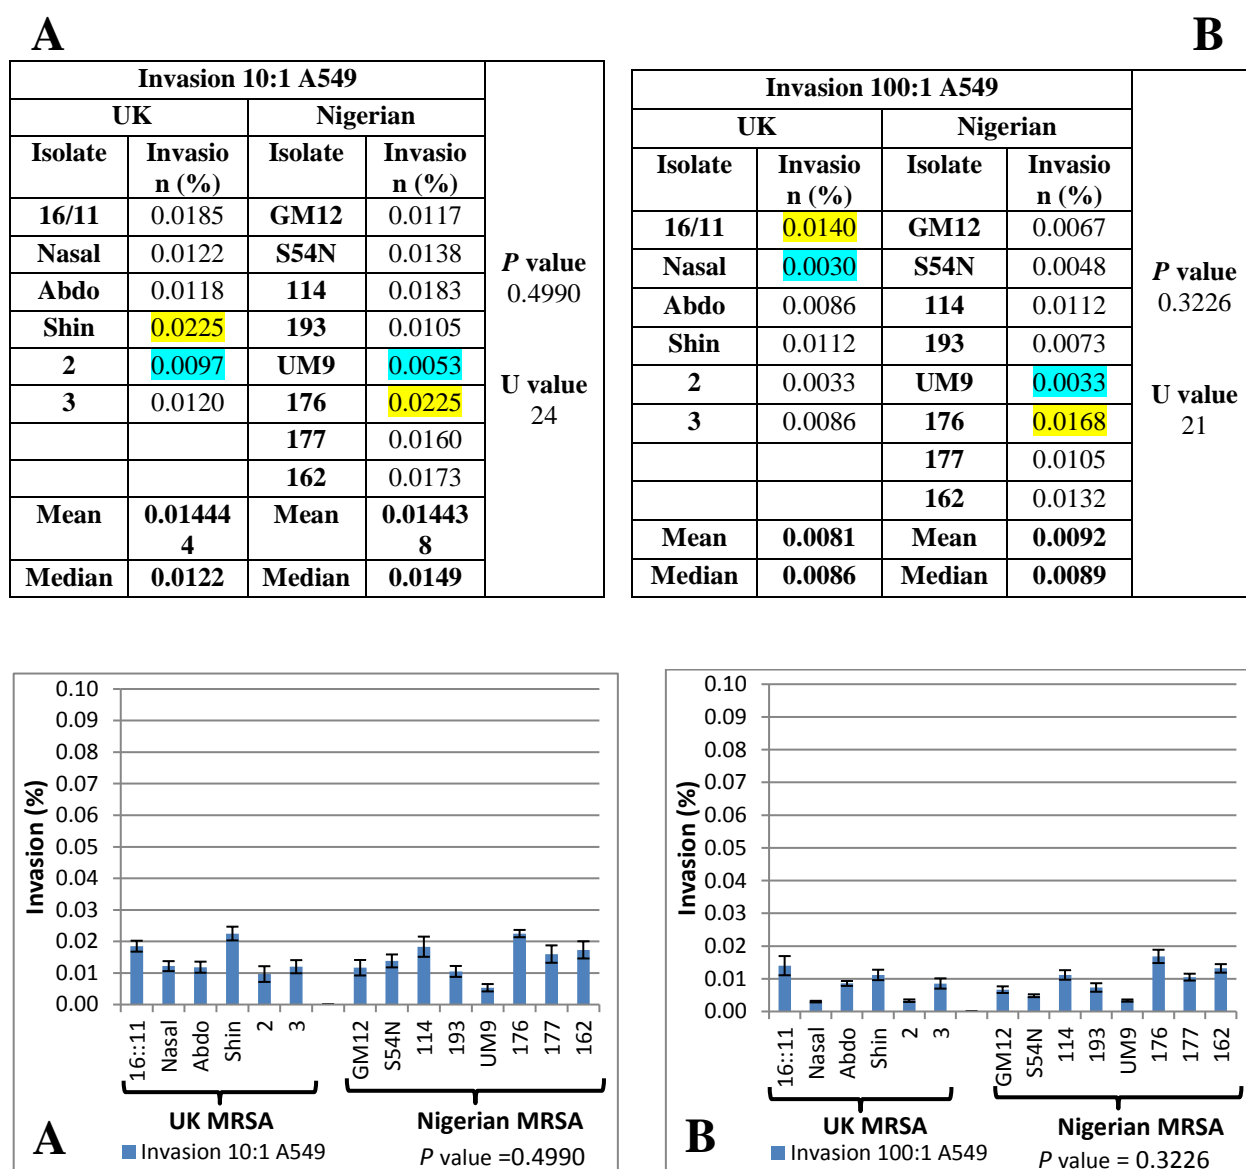 A
B
Invasion 10:1 A549
UK Nigerian
Isolate Invasio Isolate Invasio
n (%) n (%)
16/11 0.0185 GM12 0.0117
Nasal 0.0122 S54N 0.0138
Abdo 0.0118 114 0.0183
Shin 0.0225 193 0.0105
2 0.0097 UM9 0.0053
3 0.0120 176 0.0225
177 0.0160
162 0.0173
Mean 0.01444 Mean 0.01443
4 8
Median 0.0122 Median 0.0149
P value
0.4990
U value
24
Invasion 100:1 A549
UK Nigerian
Isolate Invasio Isolate Invasio
n (%) n (%)
16/11 0.0140 GM12 0.0067
Nasal 0.0030 S54N 0.0048
Abdo 0.0086 114 0.0112
Shin 0.0112 193 0.0073
2 0.0033 UM9 0.0033
3 0.0086 176 0.0168
177 0.0105
162 0.0132
Mean 0.0081 Mean 0.0092
Median 0.0086 Median 0.0089
P value
0.3226
U value
21
Invasion (%)
0.10
0.09
0.08
0.07
0.06
0.05
0.04
0.03
0.02
0.01
0.00
16::11 Nasal Abdo Shin 2 3 GM12 S54N 114 193 UM9 176 177 162
UK MRSA Nigerian MRSA
A
Invasion 10:1 A549
P value =0.4990
Invasion (%)
0.10
0.09
0.08
0.07
0.06
0.05
0.04
0.03
0.02
0.01
0.00
16::11 Nasal Abdo Shin 2 3 GM12 S54N 114 193 UM9 176 177 162
UK MRSA Nigerian MRSA
B
Invasion 100:1 A549
P value = 0.3226